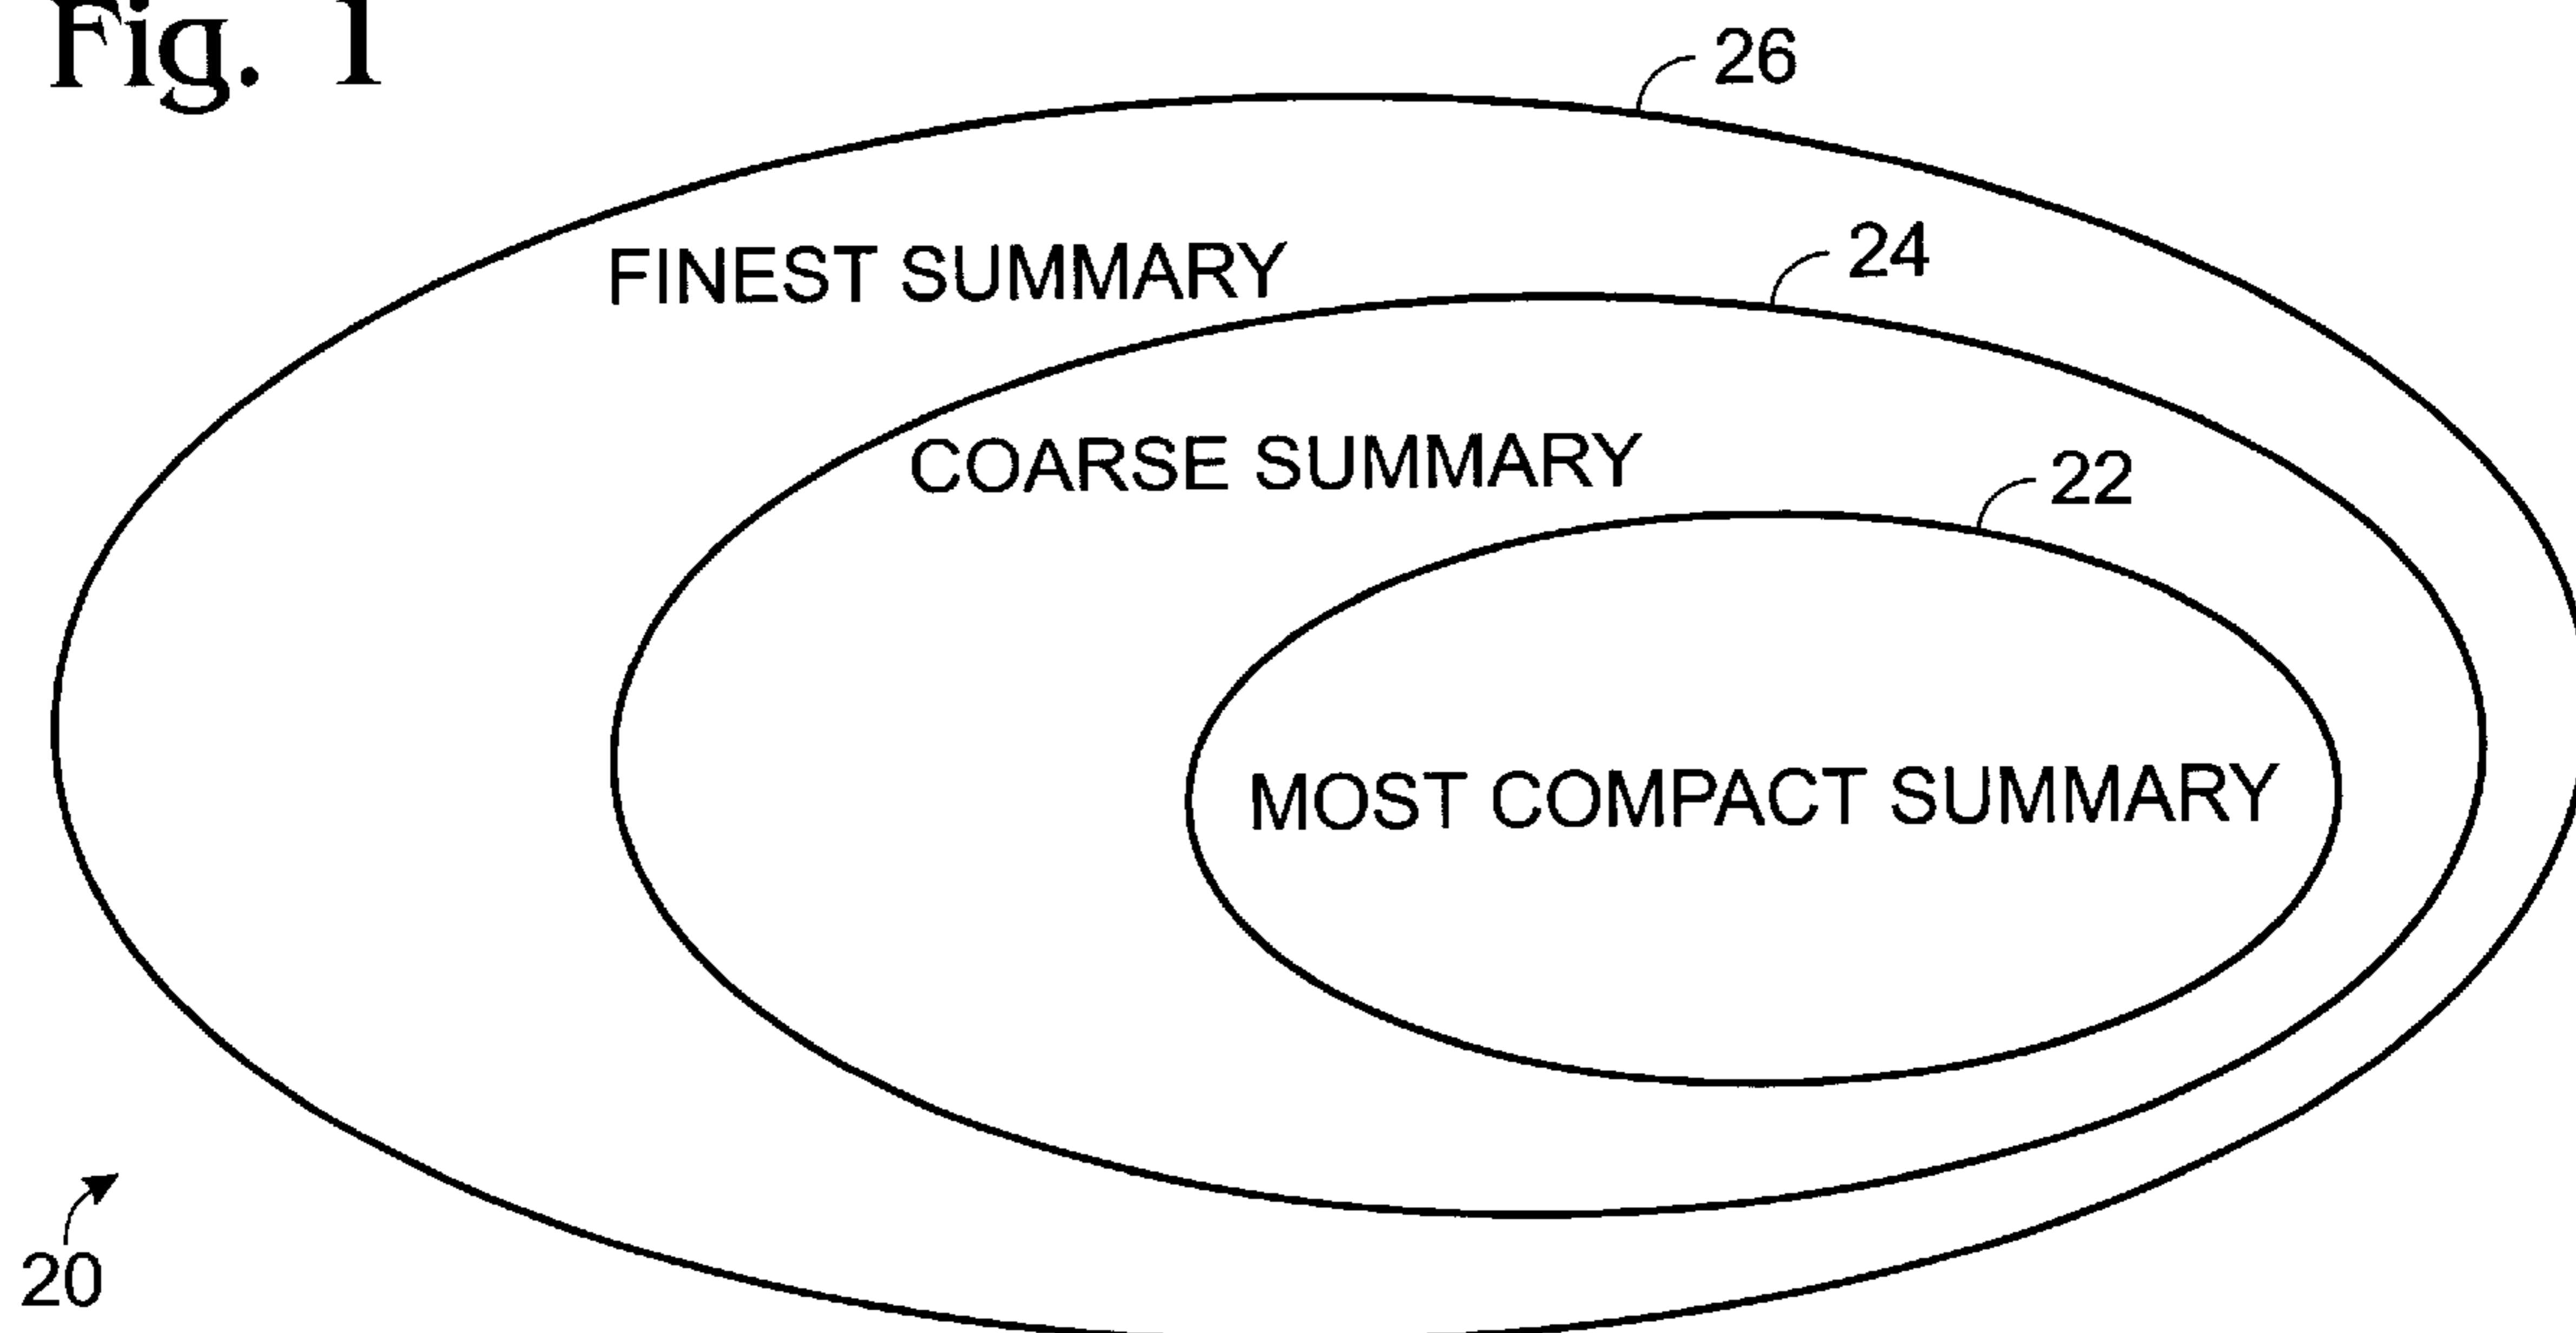 Fig. 1
26
FINEST SUMMARY
24
COARSE SUMMARY
22
MOST COMPACT SUMMARY
20